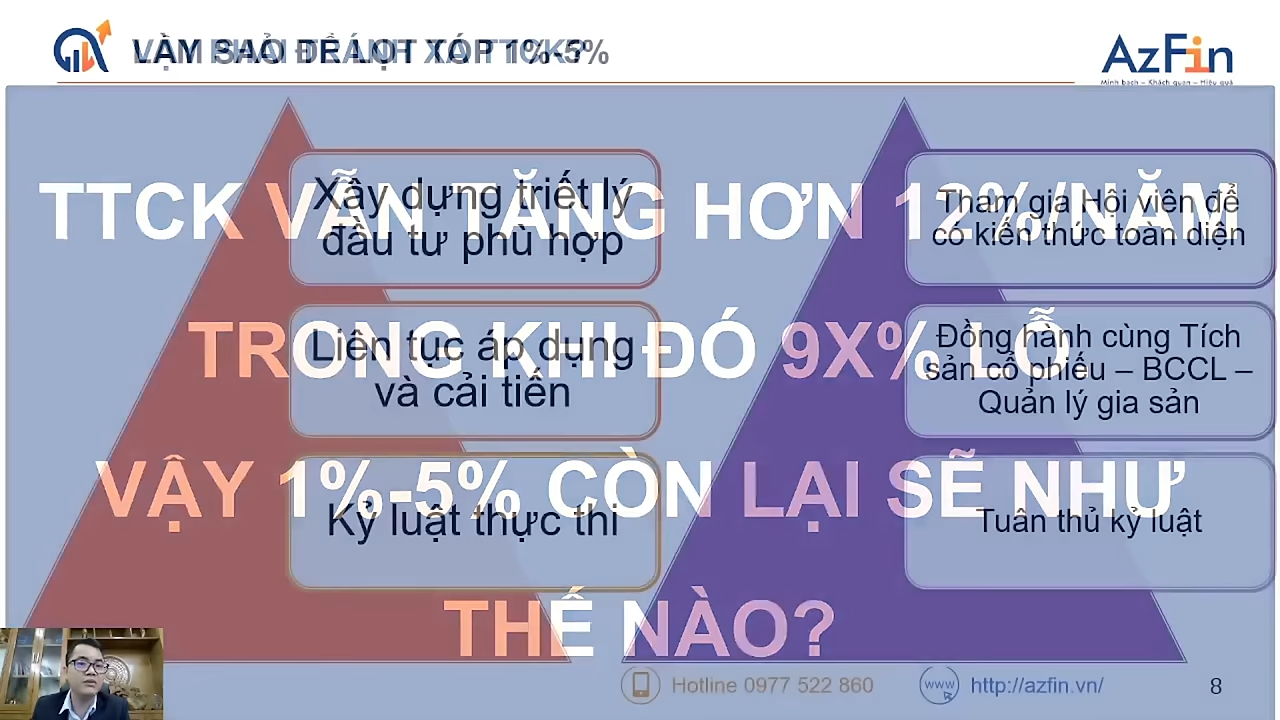 AzFin
Minh bạch – Khách quan – Hiệu quả
TTCK VẪN TĂNG HƠN 12%/NĂM
TRONG KHI ĐÓ 9X% LỖ
VẬY 1%-5% CÒN LẠI SẼ NHƯ
THẾ NÀO?
Xây dựng triết lý
đầu tư phù hợp
Liên tục áp dụng
và cải tiến
Kỷ luật thực thi
Tham gia Hội viên để
có kiến thức toàn diện
Đồng hành cùng Tích
sản cổ phiếu – BCCL –
Quản lý gia sản
Tuân thủ kỷ luật
Hotline 0977 522 860
www
http://azfin.vn/
8